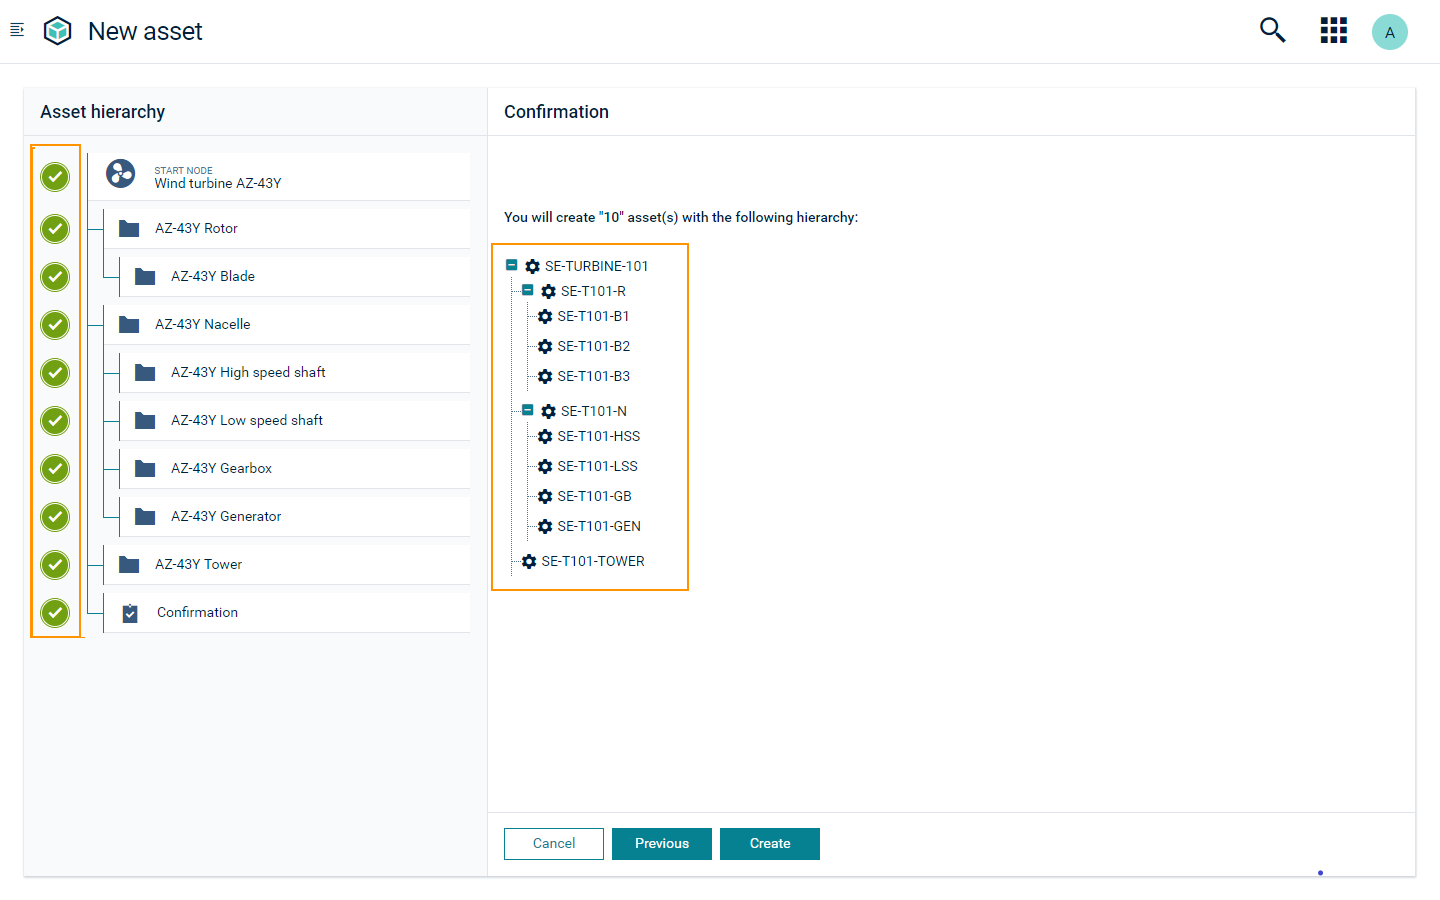 New asset
A
Asset hierarchy
START NODE
Wind turbine AZ-43Y
AZ-43Y Rotor
AZ-43Y Blade
AZ-43Y Nacelle
AZ-43Y High speed shaft
AZ-43Y Low speed shaft
AZ-43Y Gearbox
AZ-43Y Generator
AZ-43Y Tower
Confirmation
Confirmation
You will create "10" asset(s) with the following hierarchy:
SE-TURBINE-101
SE-T101-R
SE-T101-B1
SE-T101-B2
SE-T101-B3
SE-T101-N
SE-T101-HSS
SE-T101-LSS
SE-T101-GB
SE-T101-GEN
SE-T101-TOWER
Cancel
Previous
Create